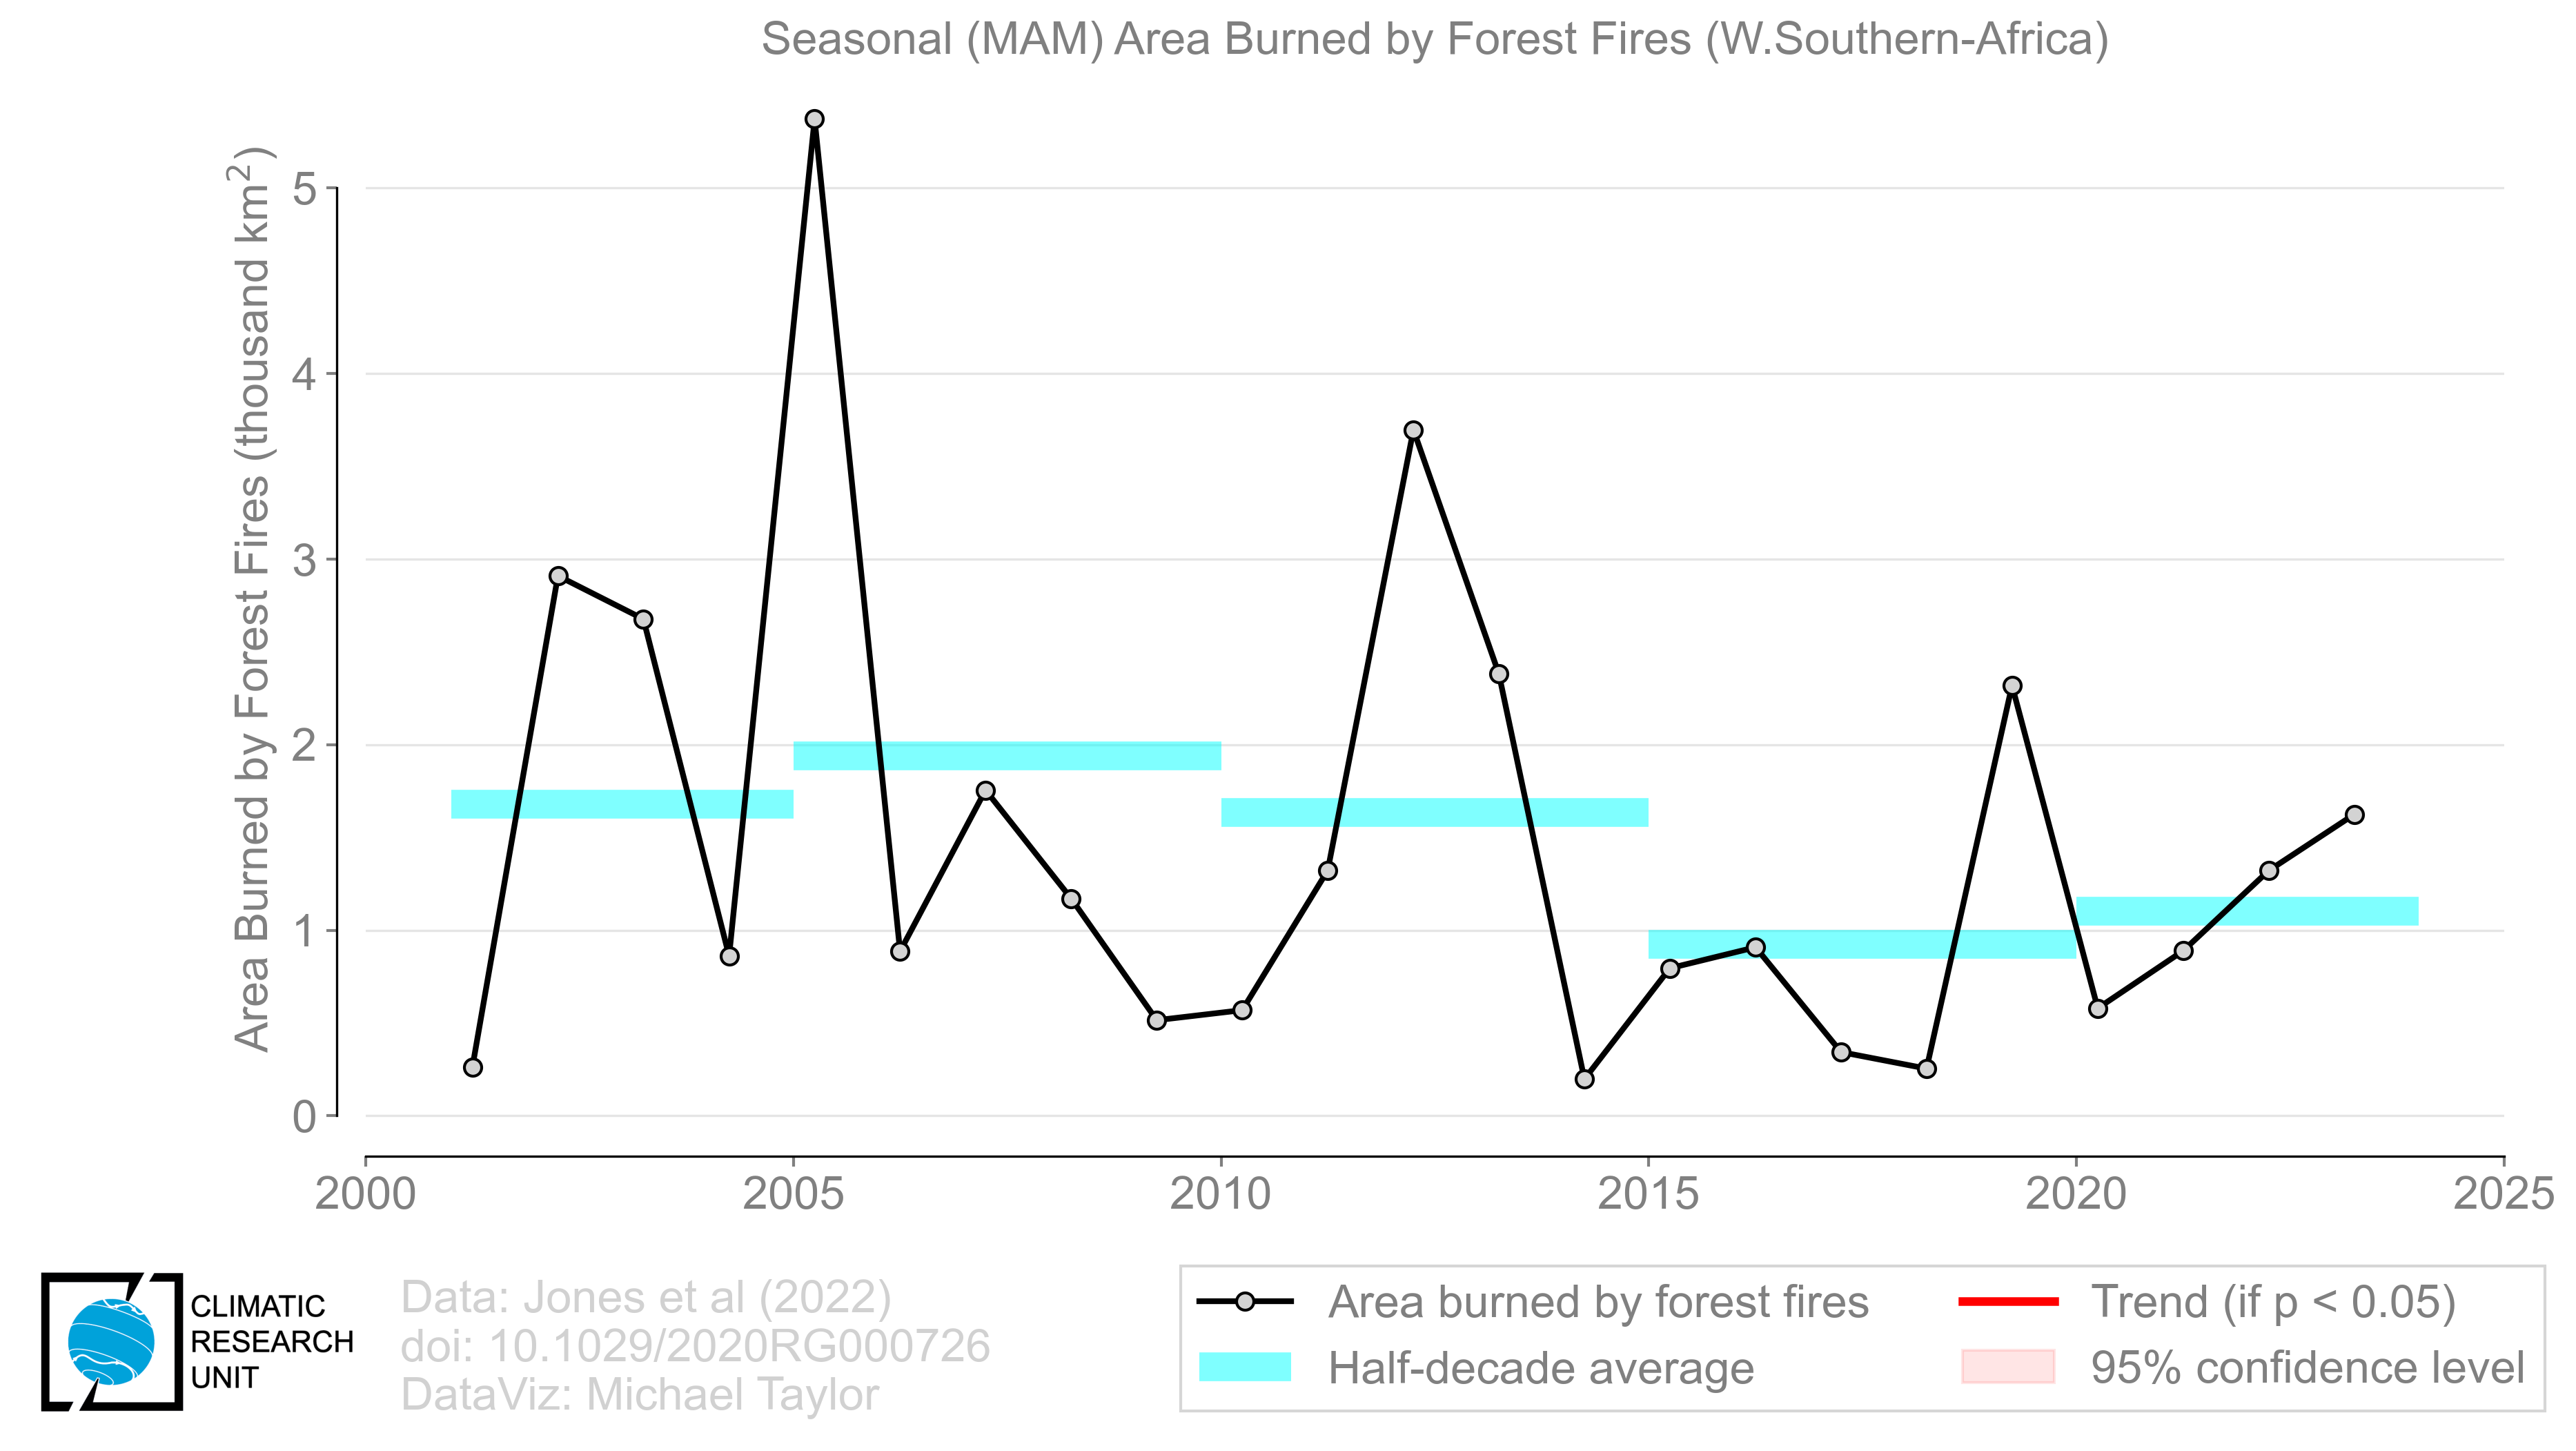 Seasonal (MAM) Area Burned by Forest Fires (W.Southern-Africa)
Area Burned by Forest Fires (thousand km²)
5
4
3
2
1
0
2000 2005 2010 2015 2020 2025
CLIMATIC
RESEARCH
UNIT
Data: Jones et al (2022)
doi: 10.1029/2020RG000726
DataViz: Michael Taylor
Area burned by forest fires
Half-decade average
Trend (if p < 0.05)
95% confidence level